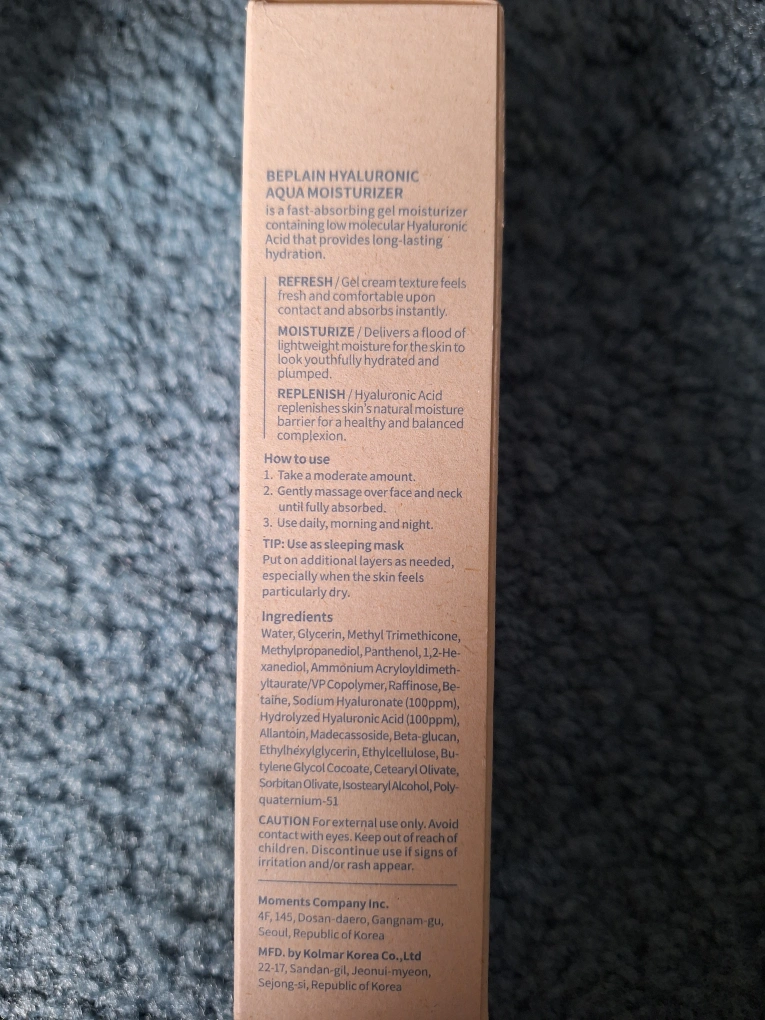 BEPLAIN HYALURONIC
AQUA MOISTURIZER
is a fast-absorbing gel moisturizer
containing low molecular Hyaluronic
Acid that provides long-lasting
hydration.
REFRESH / Gel cream texture feels
fresh and comfortable upon
contact and absorbs instantly.
MOISTURIZE / Delivers a flood of
lightweight moisture for the skin to
look youthfully hydrated and
plumped.
REPLENISH / Hyaluronic Acid
replenishes skin's natural moisture
barrier for a healthy and balanced
complexion.
How to use
1. Take a moderate amount.
2. Gently massage over face and neck
until fully absorbed.
3. Use daily, morning and night.
TIP: Use as sleeping mask
Put on additional layers as needed,
especially when the skin feels
particularly dry.
Ingredients
Water, Glycerin, Methyl Trimethicone,
Methylpropanediol, Panthenol, 1,2-He-
xanediol, Ammonium Acryloyldimeth-
yltaurate/VP Copolymer, Raffinose, Be-
taine, Sodium Hyaluronate (100ppm),
Hydrolyzed Hyaluronic Acid (100ppm),
Allantoin, Madecassoside, Beta-glucan,
Ethylhexylglycerin, Ethylcellulose, Bu-
tylene Glycol Cocoate, Cetearyl Olivate,
Sorbitan Olivate, Isostearyl Alcohol, Poly-
quaternium-51
CAUTION For external use only. Avoid
contact with eyes. Keep out of reach of
children. Discontinue use if signs of
irritation and/or rash appear.
Moments Company Inc.
4F, 145, Dosan-daero, Gangnam-gu,
Seoul, Republic of Korea
MFD. by Kolmar Korea Co.,Ltd
22-17, Sandan-gil, Jeonui-myeon,
Sejong-si, Republic of Korea